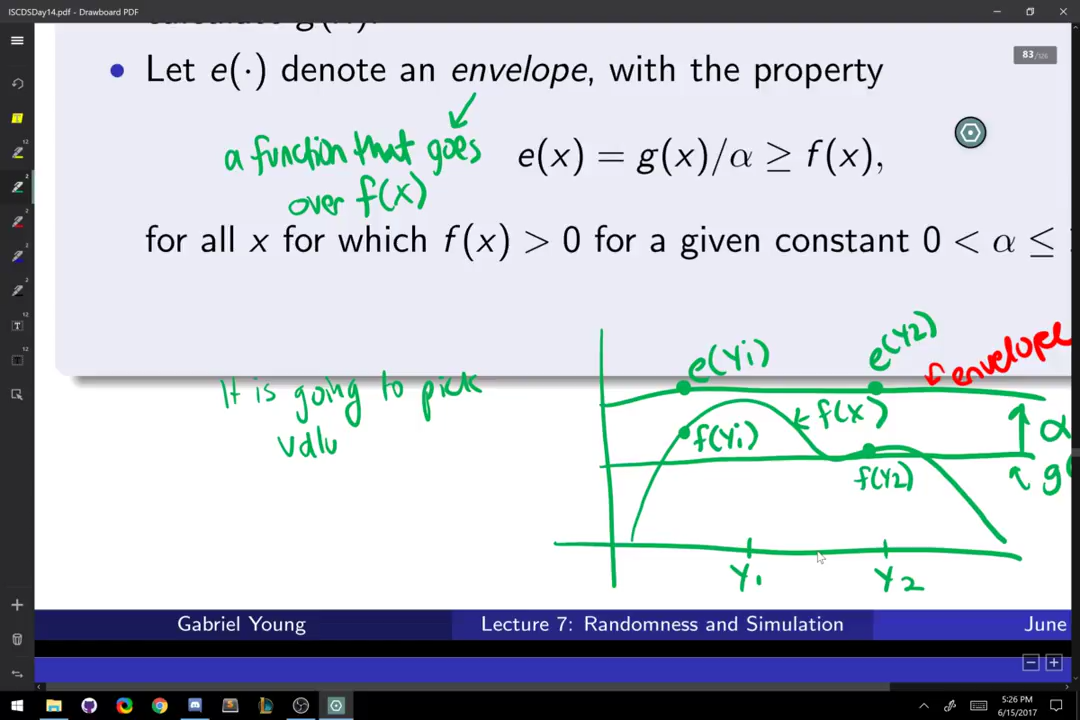 ISCDSDay14.pdf - Drawboard PDF
83
• Let e(·) denote an envelope, with the property
a function that goes
over f(x)
e(x) = g(x)/α ≥ f(x),
for all x for which f(x) > 0 for a given constant 0 < α ≤
It is going to pick
valu
e(Y1)
e(Y2)
envelope
f(x)
f(Y1)
f(Y2)
α
g
Y1
Y2
Gabriel Young
Lecture 7: Randomness and Simulation
June
5:26 PM
6/15/2017